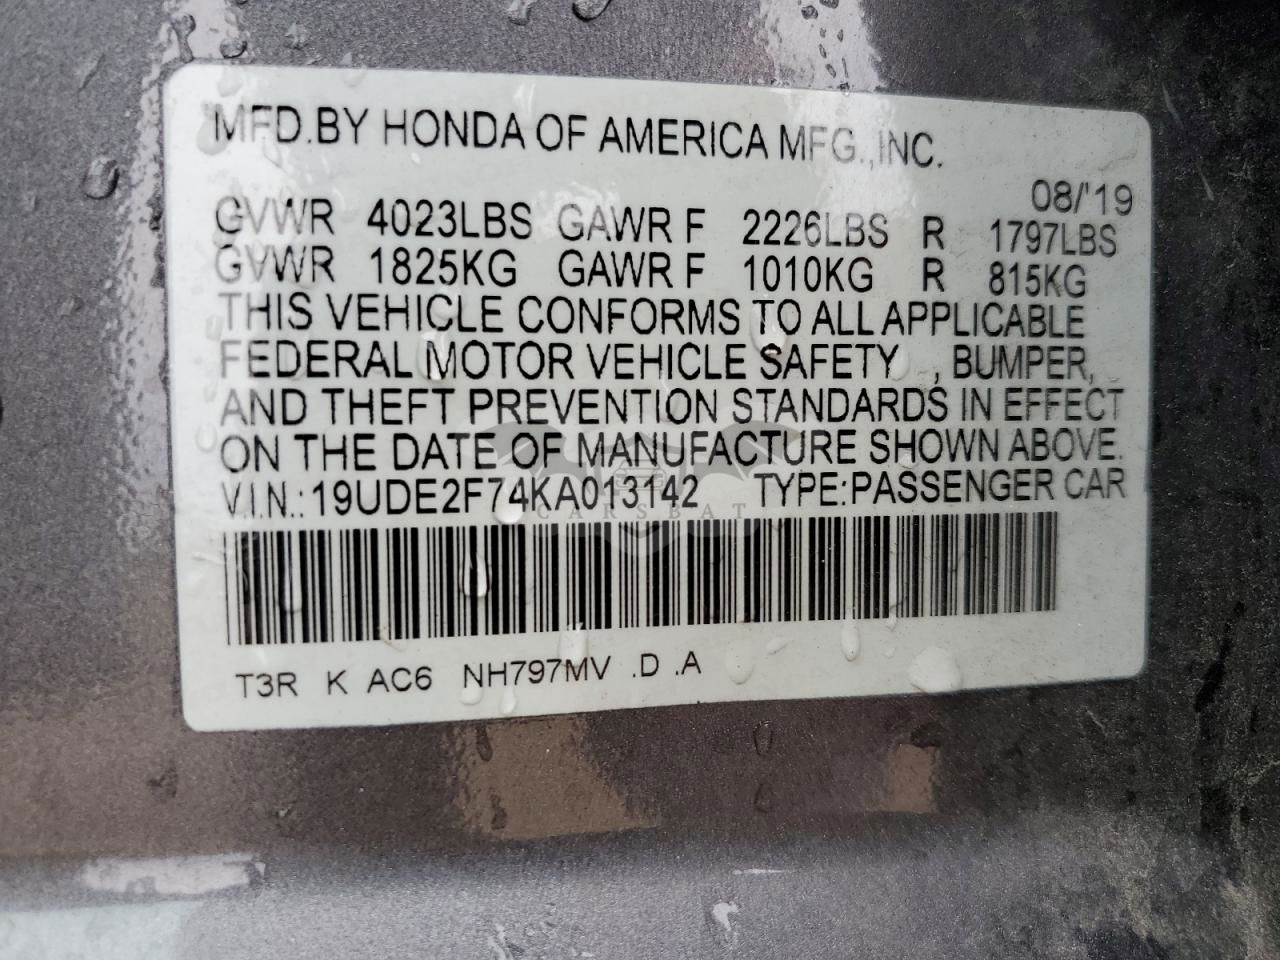 MFD.BY HONDA OF AMERICA MFG.,INC.
08/'19
GVWR 4023LBS GAWR F 2226LBS R 1797LBS
GVWR 1825KG GAWR F 1010KG R 815KG
THIS VEHICLE CONFORMS TO ALL APPLICABLE
FEDERAL MOTOR VEHICLE SAFETY , BUMPER,
AND THEFT PREVENTION STANDARDS IN EFFECT
ON THE DATE OF MANUFACTURE SHOWN ABOVE.
V.I.N.:19UDE2F74KA013142 TYPE:PASSENGER CAR
CARSBAT
T3R K AC6 NH797MV .D .A